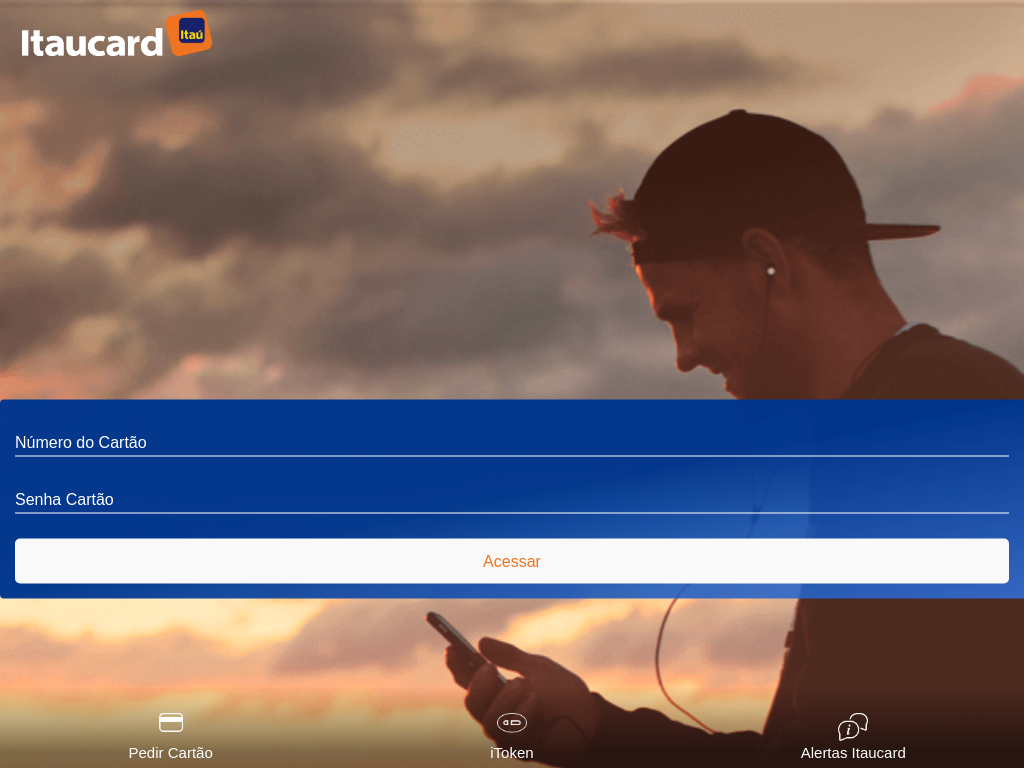 Itaucard
Itaú
Número do Cartão
Senha Cartão
Acessar
Pedir Cartão
iToken
Alertas Itaucard